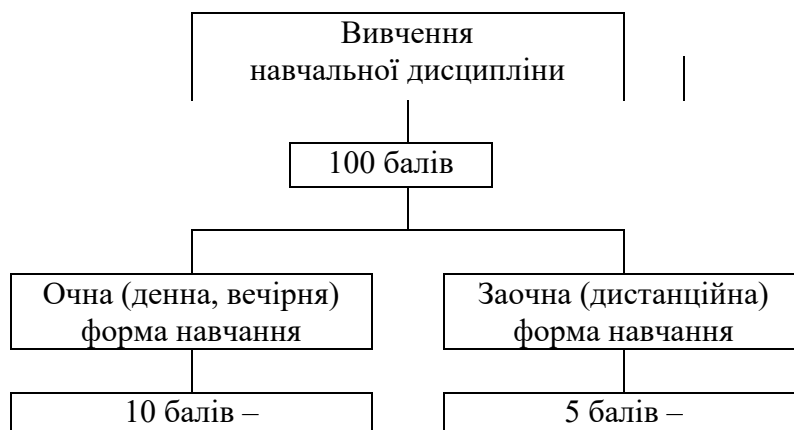 Вивчення
навчальної дисципліни
100 балів
Очна (денна, вечірня)
форма навчання
Заочна (дистанційна)
форма навчання
10 балів –
5 балів –